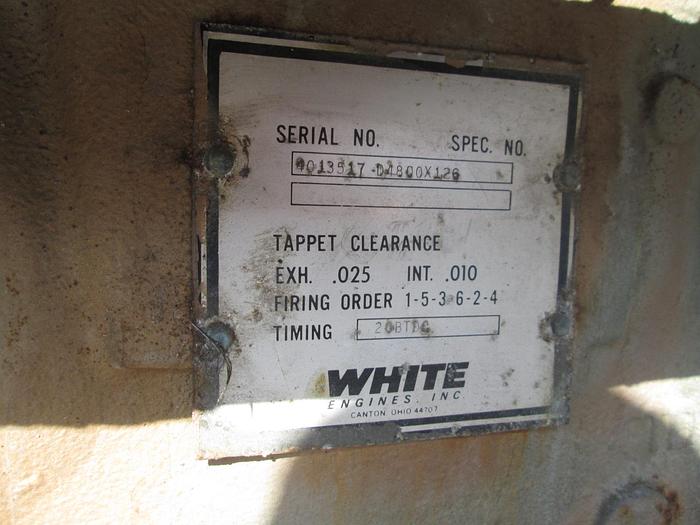 SERIAL NO. SPEC. NO.
4013517 D4800X126
TAPPET CLEARANCE
EXH. .025 INT. .010
FIRING ORDER 1-5-3-6-2-4
TIMING 20BTDC
WHITE
ENGINES, INC
CANTON, OHIO 44707